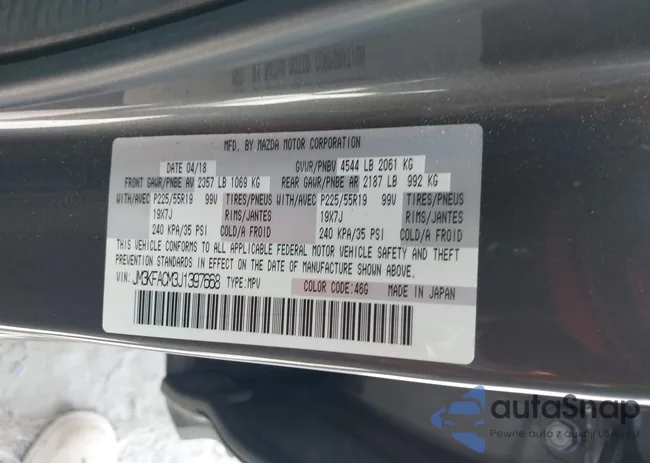 MFD. BY MAZDA MOTOR CORPORATION
DATE 04/18 GVWR/PNBV 4544 LB 2061 KG
FRONT GAWR/PNBE AV 2357 LB 1069 KG REAR GAWR/PNBE AR 2187 LB 992 KG
WITH/AVEC P225/55R19 99V TIRES/PNEUS WITH/AVEC P225/55R19 99V TIRES/PNEUS
19X7J RIMS/JANTES 19X7J RIMS/JANTES
240 KPA/35 PSI COLD/A FROID 240 KPA/35 PSI COLD/A FROID
THIS VEHICLE CONFORMS TO ALL APPLICABLE FEDERAL MOTOR VEHICLE SAFETY AND THEFT
PREVENTION STANDARDS IN EFFECT ON THE DATE OF MANUFACTURE SHOWN ABOVE.
VIN: JM3KFACM3J1397668 TYPE:MPV COLOR CODE:46G MADE IN JAPAN
autoSnap
Pewne auto z aukcji USA i EU